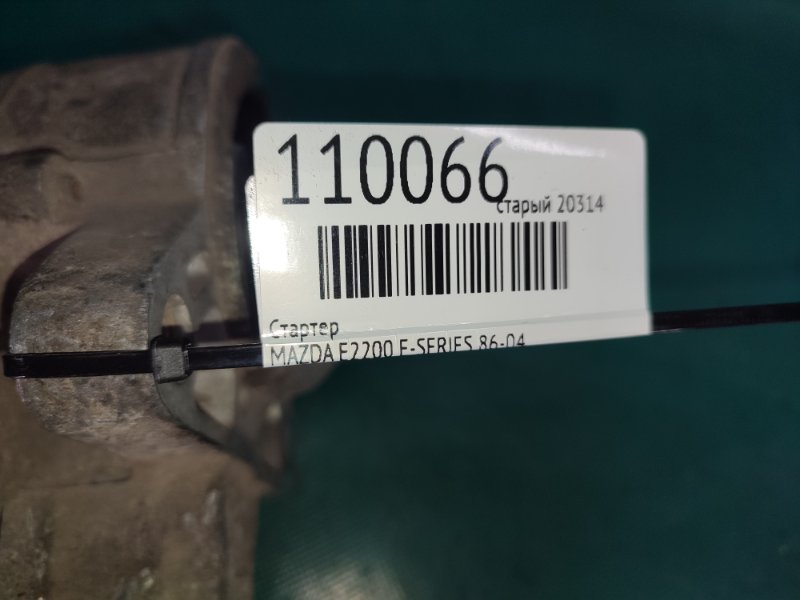 110066
старый 20314
Стартер
MAZDA E2200 E-SERIES 86-04